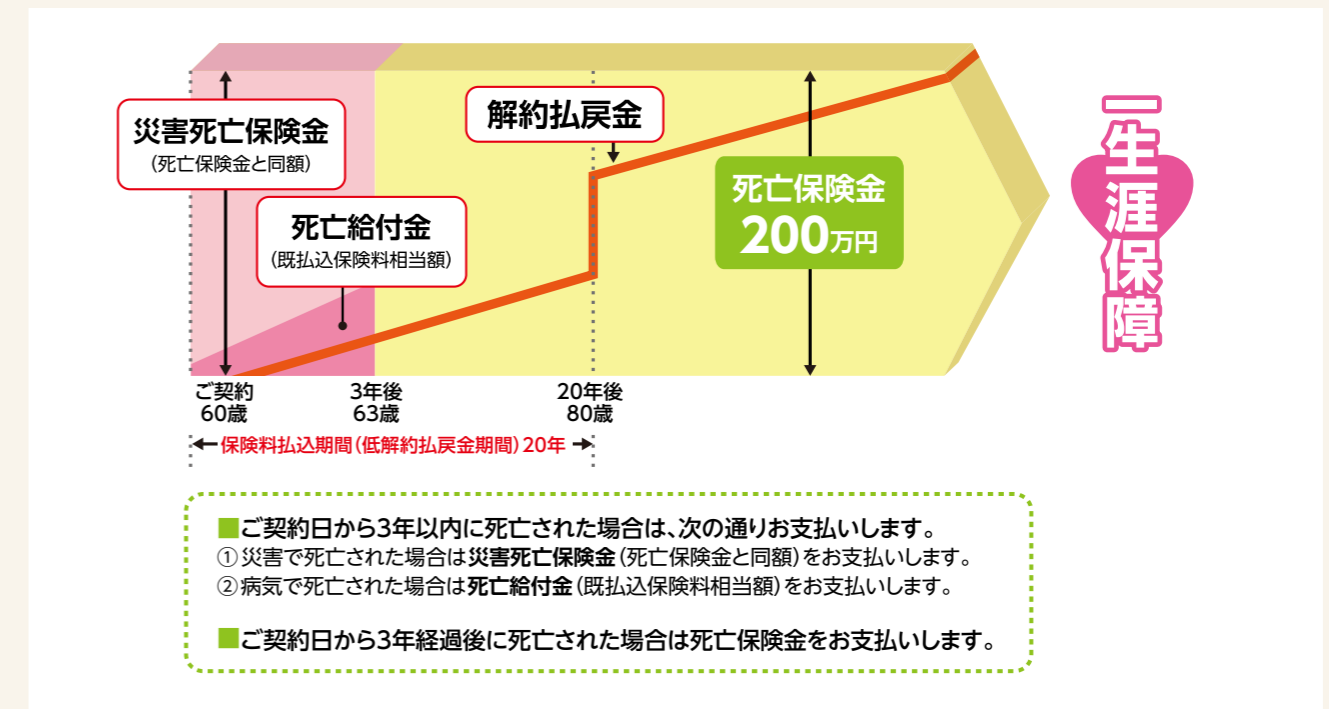 災害死亡保険金
(死亡保険金と同額)
解約払戻金
死亡給付金
(既払込保険料相当額)
死亡保険金
200万円
一生涯保障
ご契約
60歳
3年後
63歳
20年後
80歳
保険料払込期間(低解約払戻金期間)20年
■ご契約日から3年以内に死亡された場合は、次の通りお支払いします。
①災害で死亡された場合は災害死亡保険金(死亡保険金と同額)をお支払いします。
②病気で死亡された場合は死亡給付金(既払込保険料相当額)をお支払いします。
■ご契約日から3年経過後に死亡された場合は死亡保険金をお支払いします。